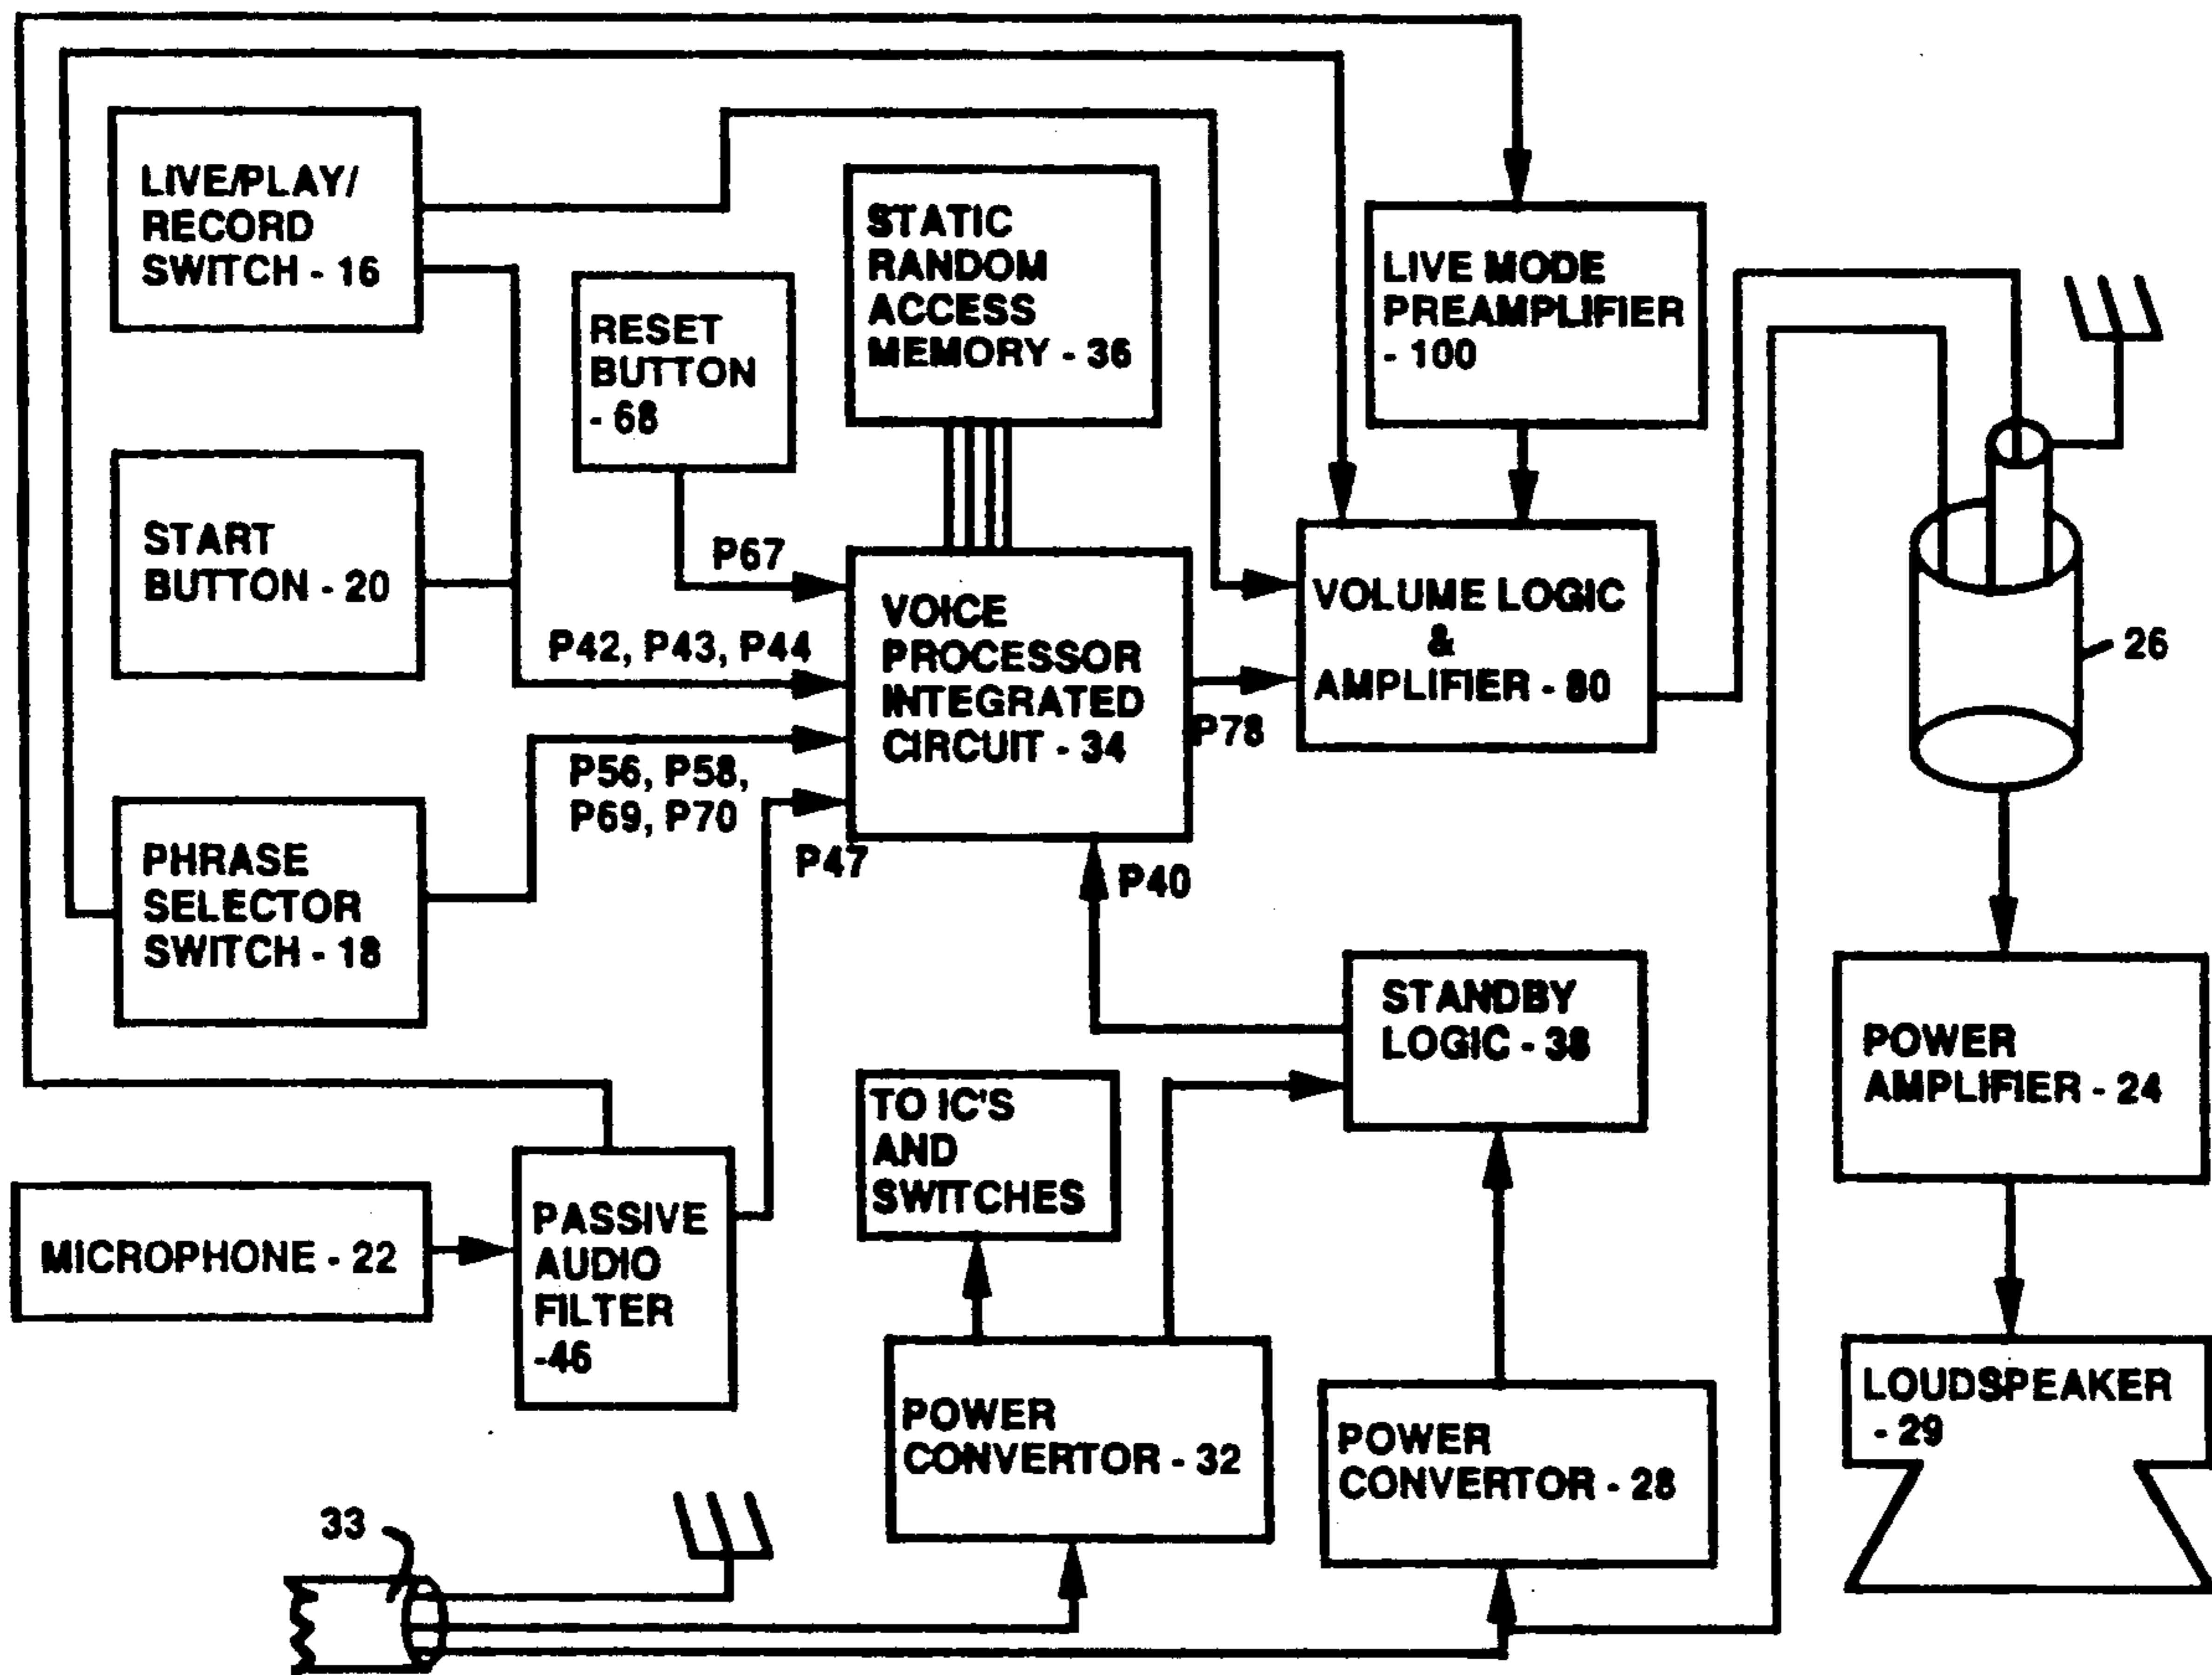 LIVE/PLAY/
RECORD
SWITCH - 16
STATIC
RANDOM
ACCESS
MEMORY - 36
LIVE MODE
PREAMPLIFIER
- 100
RESET
BUTTON
- 68
START
BUTTON - 20
P67
P42, P43, P44
VOICE
PROCESSOR
INTEGRATED
CIRCUIT - 34
P78
VOLUME LOGIC
&
AMPLIFIER - 80
26
P56, P58,
P69, P70
P47
P40
PHRASE
SELECTOR
SWITCH - 18
STANDBY
LOGIC - 38
POWER
AMPLIFIER - 24
TO IC'S
AND
SWITCHES
MICROPHONE - 22
PASSIVE
AUDIO
FILTER
-46
POWER
CONVERTOR - 32
POWER
CONVERTOR - 28
LOUDSPEAKER
- 29
33